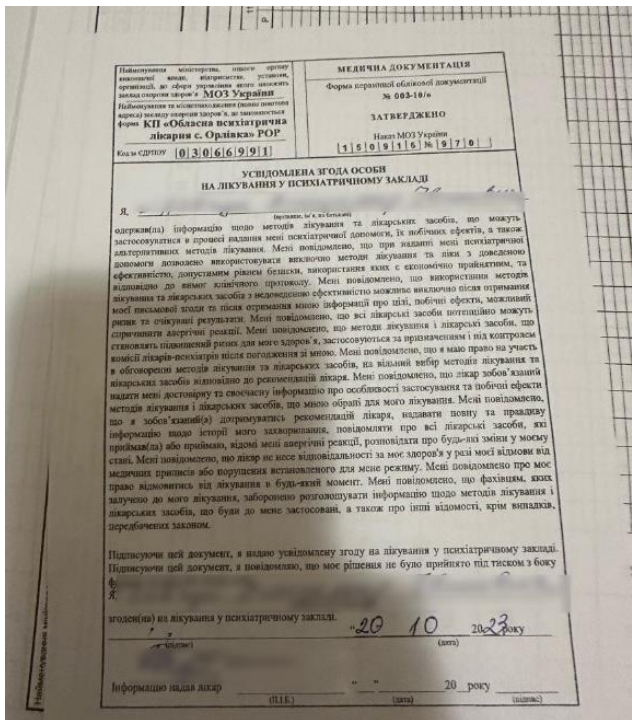 Найменування міністерства, іншого органу
виконавчої влади, підприємства, установи,
організації, до сфери управління якого належить
заклад охорони здоров'я МОЗ України
Найменування та місцезнаходження (повна поштова
адреса) закладу охорони здоров'я, де заповнюється
форма КП «Обласна психіатрична
лікарня с. Орлівка» РОР
Код за ЄДРПОУ 03066991
МЕДИЧНА ДОКУМЕНТАЦІЯ
Форма первинної облікової документації
№ 003-10/о
ЗАТВЕРДЖЕНО
Наказ МОЗ України
150916 № 970
УСВІДОМЛЕНА ЗГОДА ОСОБИ
НА ЛІКУВАННЯ У ПСИХІАТРИЧНОМУ ЗАКЛАДІ
Я,
(прізвище, ім'я, по батькові)
одержав(ла) інформацію щодо методів лікування та лікарських засобів, що можуть
застосовуватися в процесі надання мені психіатричної допомоги, їх побічних ефектів, а також
альтернативних методів лікування. Мені повідомлено, що при наданні мені психіатричної
допомоги дозволено використовувати виключно методи лікування та ліки з доведеною
ефективністю, допустимим рівнем безпеки, використання яких є економічно прийнятним, та
відповідно до вимог клінічного протоколу. Мені повідомлено, що використання методів
лікування та лікарських засобів з недоведеною ефективністю можливе виключно після отримання
моєї письмової згоди та після отримання мною інформації про цілі, побічні ефекти, можливий
ризик та очікувані результати. Мені повідомлено, що всі лікарські засоби потенційно можуть
спричинити алергічні реакції. Мені повідомлено, що методи лікування і лікарські засоби, що
становлять підвищений ризик для мого здоров'я, застосовуються за призначенням і під контролем
комісії лікарів-психіатрів після погодження зі мною. Мені повідомлено, що я маю право на участь
в обговоренні методів лікування та лікарських засобів, на вільний вибір методів лікування та
лікарських засобів відповідно до рекомендацій лікаря. Мені повідомлено, що лікар зобов'язаний
надати мені достовірну та своєчасну інформацію про особливості застосування та побічні ефекти
методів лікування і лікарських засобів, що мною обрані для мого лікування. Мені повідомлено,
що я зобов'язаний(а) дотримуватись рекомендацій лікаря, надавати повну та правдиву
інформацію щодо історії мого захворювання, повідомляти про всі лікарські засоби, які
приймав(ла) або приймаю, відомі мені алергічні реакції, розповідати про будь-які зміни у моєму
стані. Мені повідомлено, що лікар не несе відповідальності за моє здоров'я у разі моєї відмови від
медичних приписів або порушення встановленого для мене режиму. Мені повідомлено про моє
право відмовитись від лікування в будь-який момент. Мені повідомлено, що фахівцям, яких
залучено до мого лікування, заборонено розголошувати інформацію щодо методів лікування і
лікарських засобів, що були до мене застосовані, а також про інші відомості, крім випадків,
передбачених законом.
Підписуючи цей документ, я надаю усвідомлену згоду на лікування у психіатричному закладі.
Підписуючи цей документ, я повідомляю, що моє рішення не було прийнято під тиском з боку
Я,
згоден(на) на лікування у психіатричному закладі.
"20 10 2023 року
(підпис) (дата)
Інформацію надав лікар " " 20 року
(П.І.Б.) (дата) (підпис)